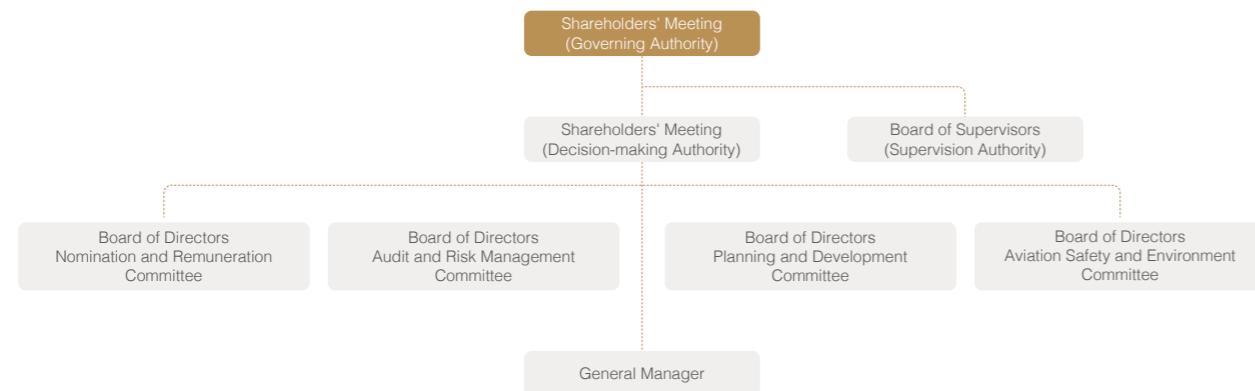 Shareholders' Meeting
(Governing Authority)
Shareholders' Meeting
(Decision-making Authority)
Board of Supervisors
(Supervision Authority)
Board of Directors
Nomination and Remuneration
Committee
Board of Directors
Audit and Risk Management
Committee
Board of Directors
Planning and Development
Committee
Board of Directors
Aviation Safety and Environment
Committee
General Manager